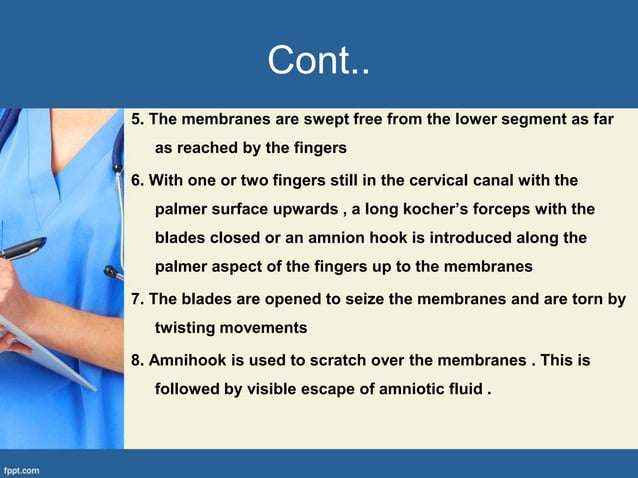 Cont..
5. The membranes are swept free from the lower segment as far
as reached by the fingers
6. With one or two fingers still in the cervical canal with the
palmer surface upwards , a long kocher’s forceps with the
blades closed or an amnion hook is introduced along the
palmer aspect of the fingers up to the membranes
7. The blades are opened to seize the membranes and are torn by
twisting movements
8. Amnihook is used to scratch over the membranes . This is
followed by visible escape of amniotic fluid .
fppt.com